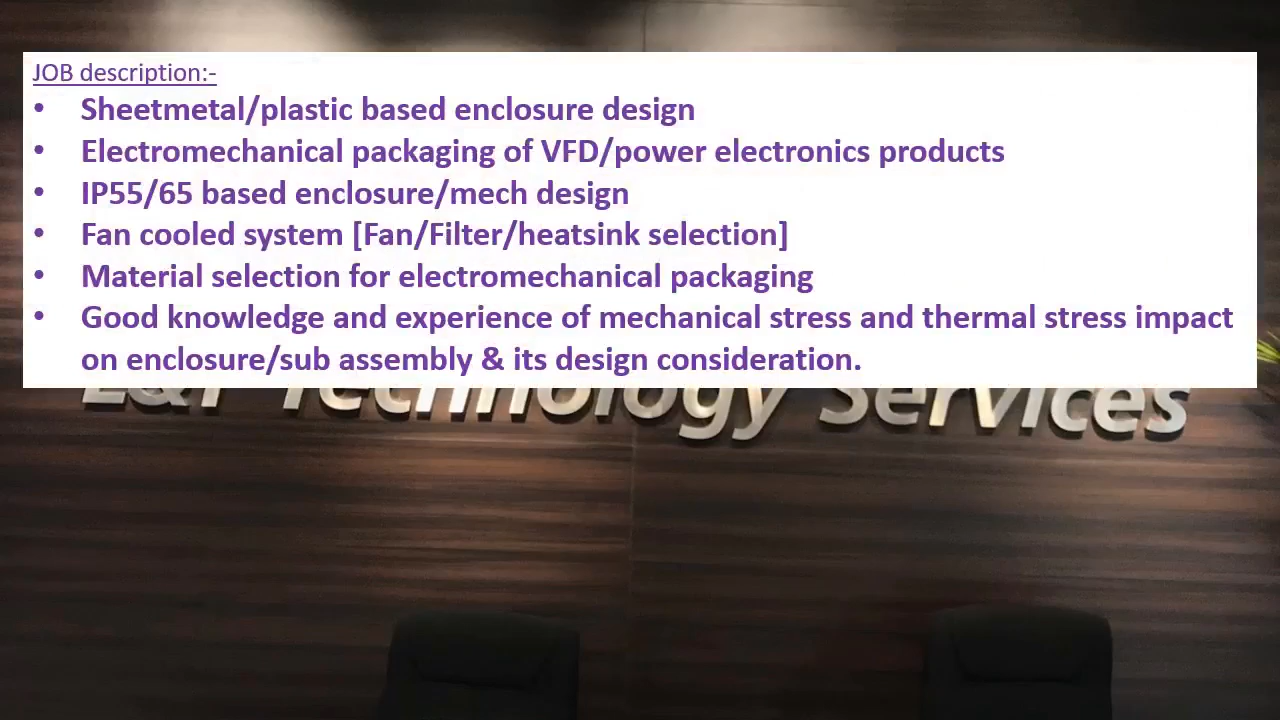 JOB description:-
• Sheetmetal/plastic based enclosure design
• Electromechanical packaging of VFD/power electronics products
• IP55/65 based enclosure/mech design
• Fan cooled system [Fan/Filter/heatsink selection]
• Material selection for electromechanical packaging
• Good knowledge and experience of mechanical stress and thermal stress impact
on enclosure/sub assembly & its design consideration.
L&T Technology Services